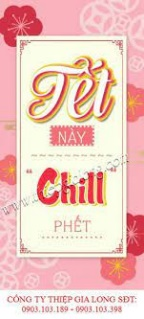 Tết
NÀY
"Chill"
PHẾT
CÔNG TY THIỆP GIA LONG SĐT:
0903.103.189 - 0903.103.398